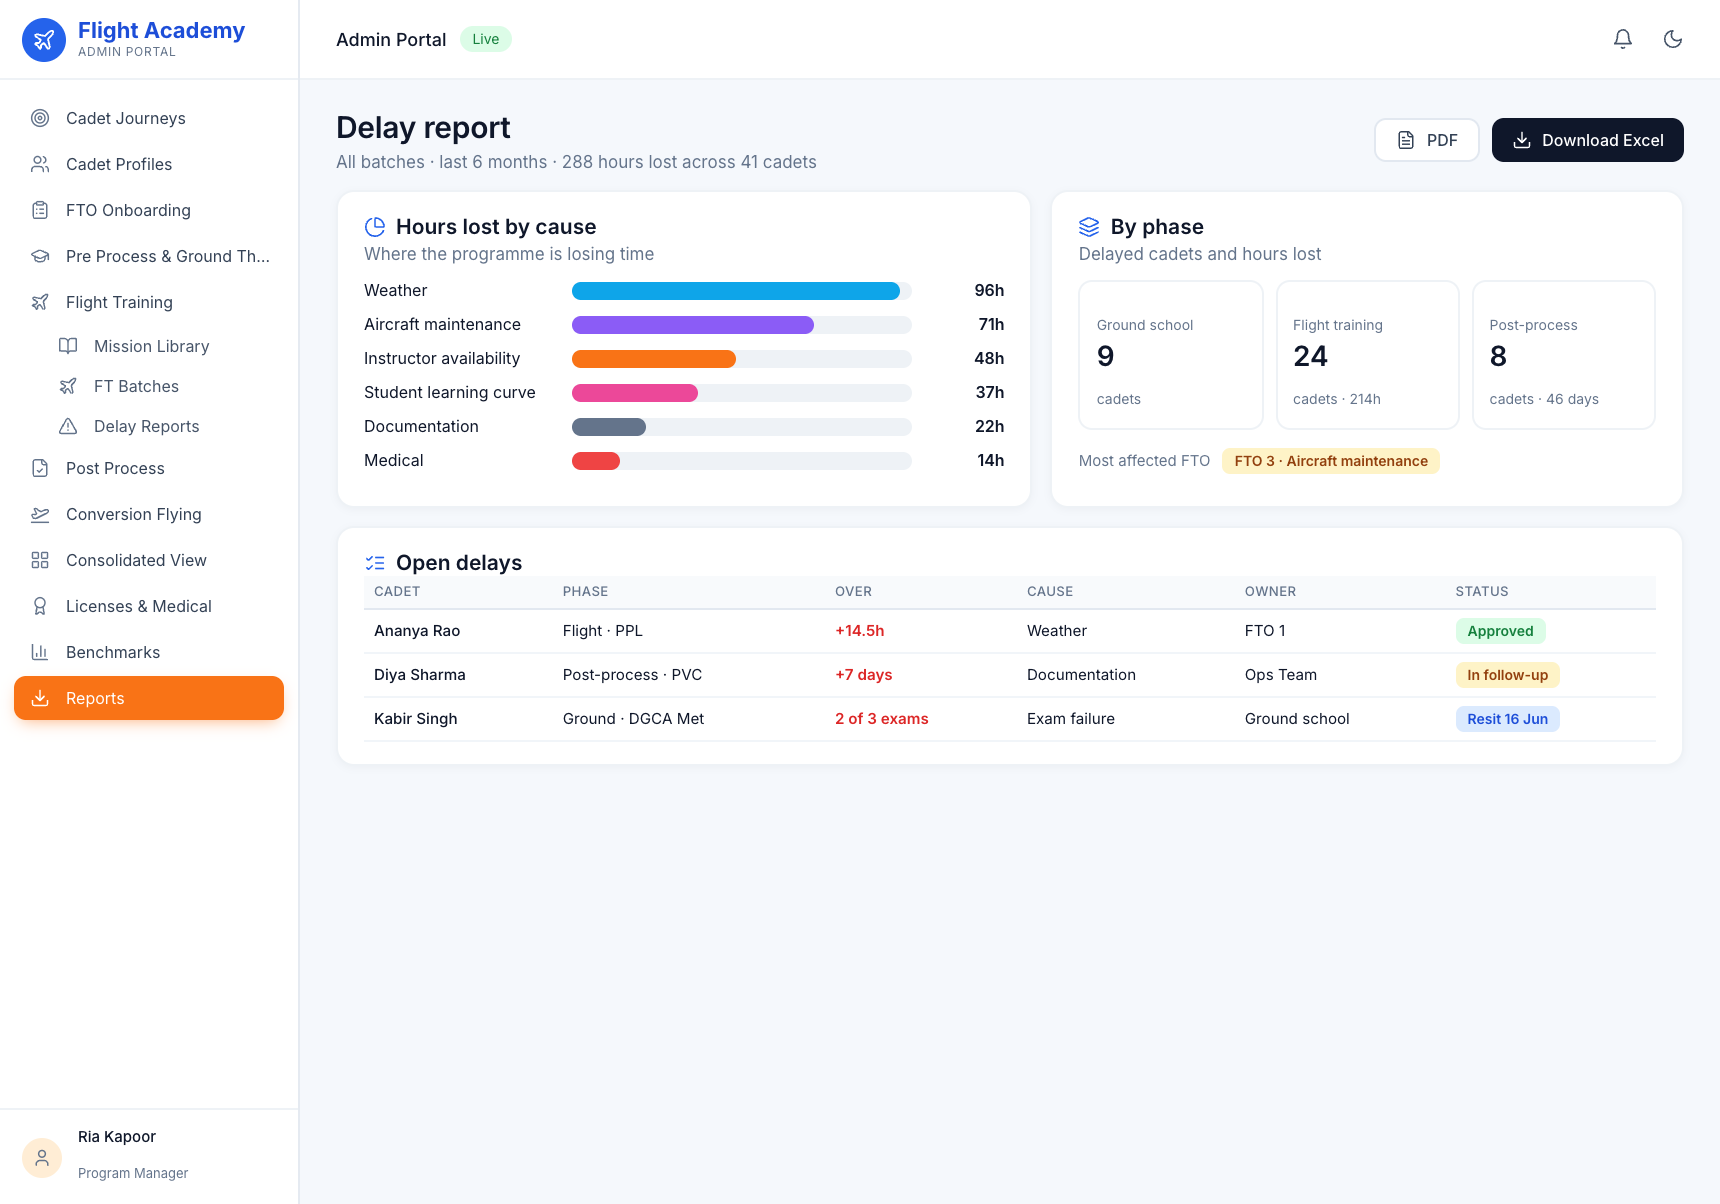 Flight Academy
ADMIN PORTAL
Cadet Journeys
Cadet Profiles
FTO Onboarding
Pre Process & Ground Th...
Flight Training
Mission Library
FT Batches
Delay Reports
Post Process
Conversion Flying
Consolidated View
Licenses & Medical
Benchmarks
Reports
Ria Kapoor
Program Manager
Admin Portal Live
Delay report
All batches · last 6 months · 288 hours lost across 41 cadets
PDF
Download Excel
Hours lost by cause
Where the programme is losing time
Weather 96h
Aircraft maintenance 71h
Instructor availability 48h
Student learning curve 37h
Documentation 22h
Medical 14h
By phase
Delayed cadets and hours lost
Ground school
9
cadets
Flight training
24
cadets · 214h
Post-process
8
cadets · 46 days
Most affected FTO FTO 3 · Aircraft maintenance
Open delays
CADET PHASE OVER CAUSE OWNER STATUS
Ananya Rao Flight · PPL +14.5h Weather FTO 1 Approved
Diya Sharma Post-process · PVC +7 days Documentation Ops Team In follow-up
Kabir Singh Ground · DGCA Met 2 of 3 exams Exam failure Ground school Resit 16 Jun